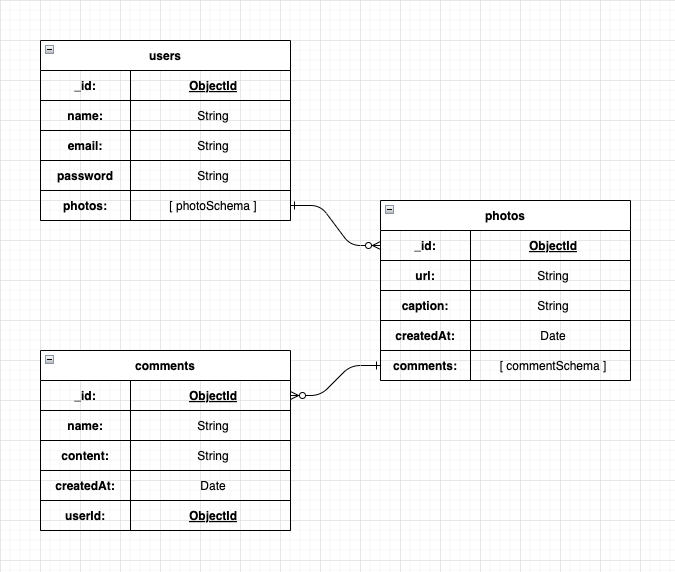 users
_id: ObjectId
name: String
email: String
password String
photos: [ photoSchema ]
photos
_id: ObjectId
url: String
caption: String
createdAt: Date
comments: [ commentSchema ]
comments
_id: ObjectId
name: String
content: String
createdAt: Date
userId: ObjectId